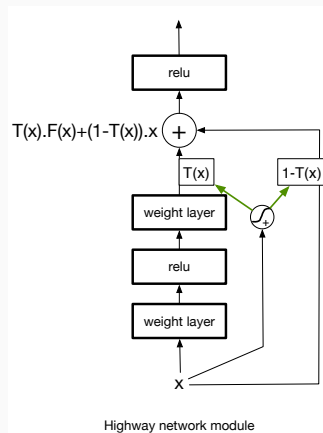 relu
T(x).F(x)+(1-T(x)).x
+
T(x)
1-T(x)
weight layer
+
relu
weight layer
x
Highway network module